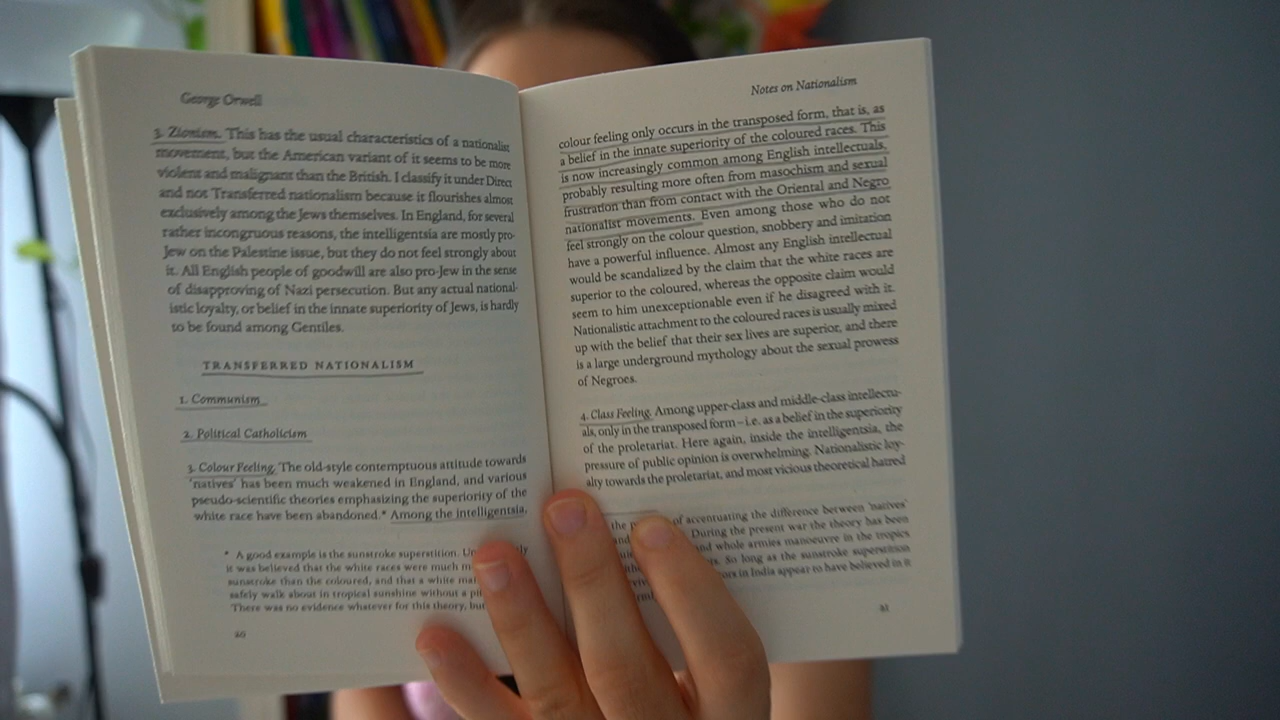 George Orwell
3. Zionism. This has the usual characteristics of a nationalist
movement, but the American variant of it seems to be more
violent and malignant than the British. I classify it under Direct
and not Transferred nationalism because it flourishes almost
exclusively among the Jews themselves. In England, for several
rather incongruous reasons, the intelligentsia are mostly pro-
Jew on the Palestine issue, but they do not feel strongly about
it. All English people of goodwill are also pro-Jew in the sense
of disapproving of Nazi persecution. But any actual national-
istic loyalty, or belief in the innate superiority of Jews, is hardly
to be found among Gentiles.
TRANSFERRED NATIONALISM
1. Communism
2. Political Catholicism
3. Colour Feeling. The old-style contemptuous attitude towards
'natives' has been much weakened in England, and various
pseudo-scientific theories emphasizing the superiority of the
white race have been abandoned.* Among the intelligentsia,
* A good example is the sunstroke superstition.
it was believed that the white races were much
sunstroke than the coloured, and that a white
safely walk about in tropical sunshine without a
There was no evidence whatever for this theory, but
20
Notes on Nationalism
colour feeling only occurs in the transposed form, that is, as
a belief in the innate superiority of the coloured races. This
is now increasingly common among English intellectuals,
probably resulting more often from masochism and sexual
frustration than from contact with the Oriental and Negro
nationalist movements. Even among those who do not
feel strongly on the colour question, snobbery and imitation
have a powerful influence. Almost any English intellectual
would be scandalized by the claim that the white races are
superior to the coloured, whereas the opposite claim would
seem to him unexceptionable even if he disagreed with it.
Nationalistic attachment to the coloured races is usually mixed
up with the belief that their sex lives are superior, and there
is a large underground mythology about the sexual prowess
of Negroes.
4. Class Feeling. Among upper-class and middle-class intellectu-
als, only in the transposed form – i.e. as a belief in the superiority
of the proletariat. Here again, inside the intelligentsia, the
pressure of public opinion is overwhelming. Nationalistic loy-
alty towards the proletariat, and most vicious theoretical hatred
the of accentuating the difference between 'natives'
During the present war the theory has been
and whole armies manoeuvre in the tropics
So long as the sunstroke superstition
in India appear to have believed in it
21